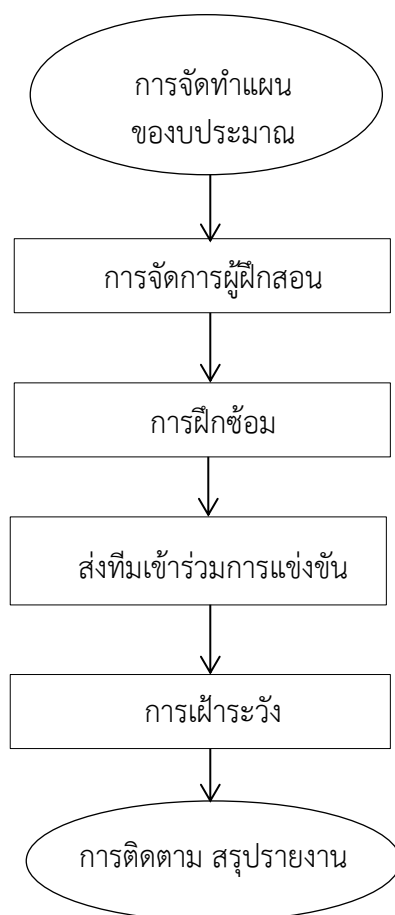 การจัดทำแผน
ของบประมาณ
การจัดการผู้ฝึกสอน
การฝึกซ้อม
ส่งทีมเข้าร่วมการแข่งขัน
การเฝ้าระวัง
การติดตาม สรุปรายงาน